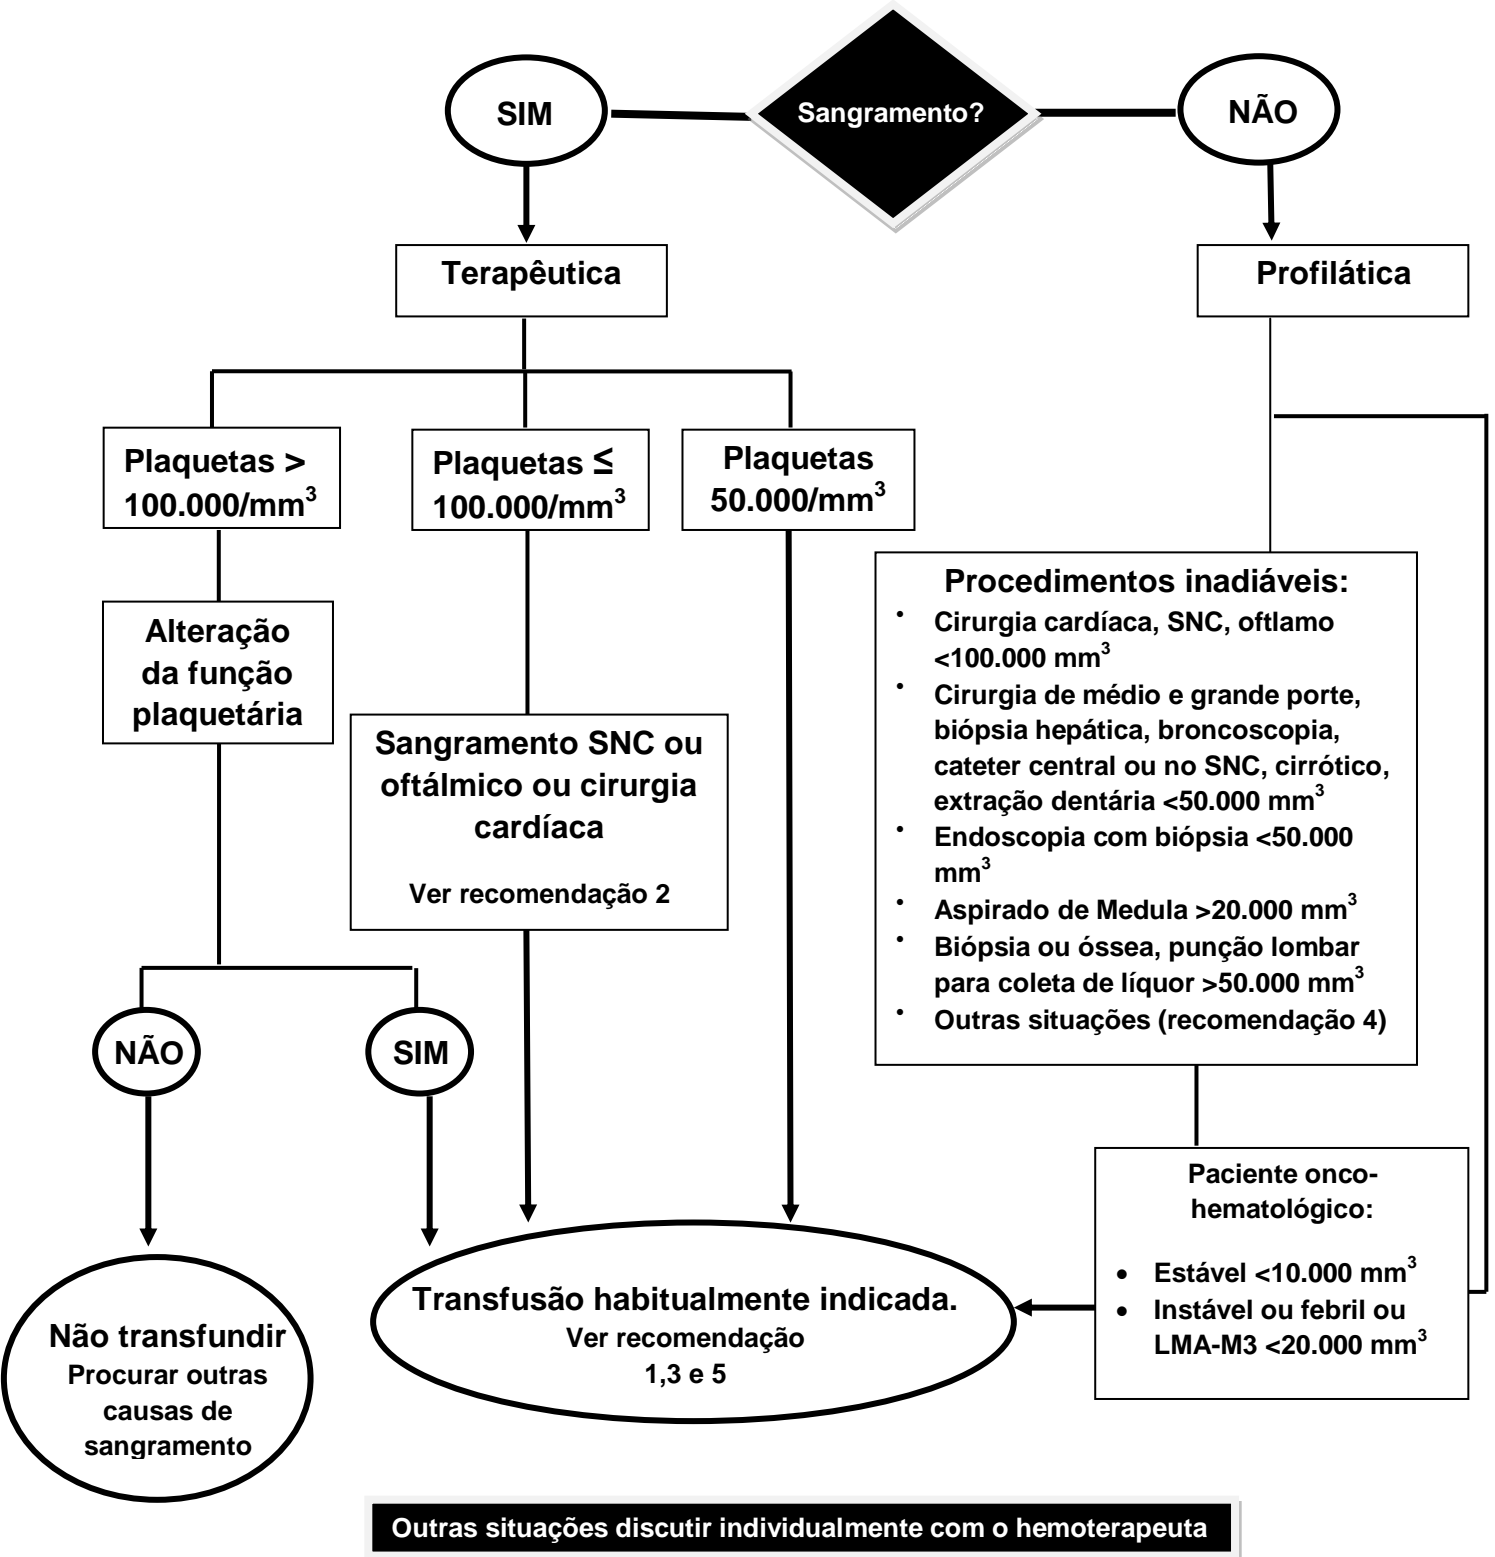 Sangramento?
SIM
NÃO
Terapêutica
Profilática
Plaquetas >
100.000/mm³
Plaquetas ≤
100.000/mm³
Plaquetas
50.000/mm³
Alteração
da função
plaquetária
Sangramento SNC ou
oftálmico ou cirurgia
cardíaca
Ver recomendação 2
Procedimentos inadiáveis:
• Cirurgia cardíaca, SNC, oftlamo
<100.000 mm³
• Cirurgia de médio e grande porte,
biópsia hepática, broncoscopia,
cateter central ou no SNC, cirrótico,
extração dentária <50.000 mm³
• Endoscopia com biópsia <50.000
mm³
• Aspirado de Medula >20.000 mm³
• Biópsia ou óssea, punção lombar
para coleta de líquor >50.000 mm³
• Outras situações (recomendação 4)
NÃO
SIM
Paciente onco-
hematológico:
• Estável <10.000 mm³
• Instável ou febril ou
LMA-M3 <20.000 mm³
Não transfundir
Procurar outras
causas de
sangramento
Transfusão habitualmente indicada.
Ver recomendação
1,3 e 5
Outras situações discutir individualmente com o hemoterapeuta